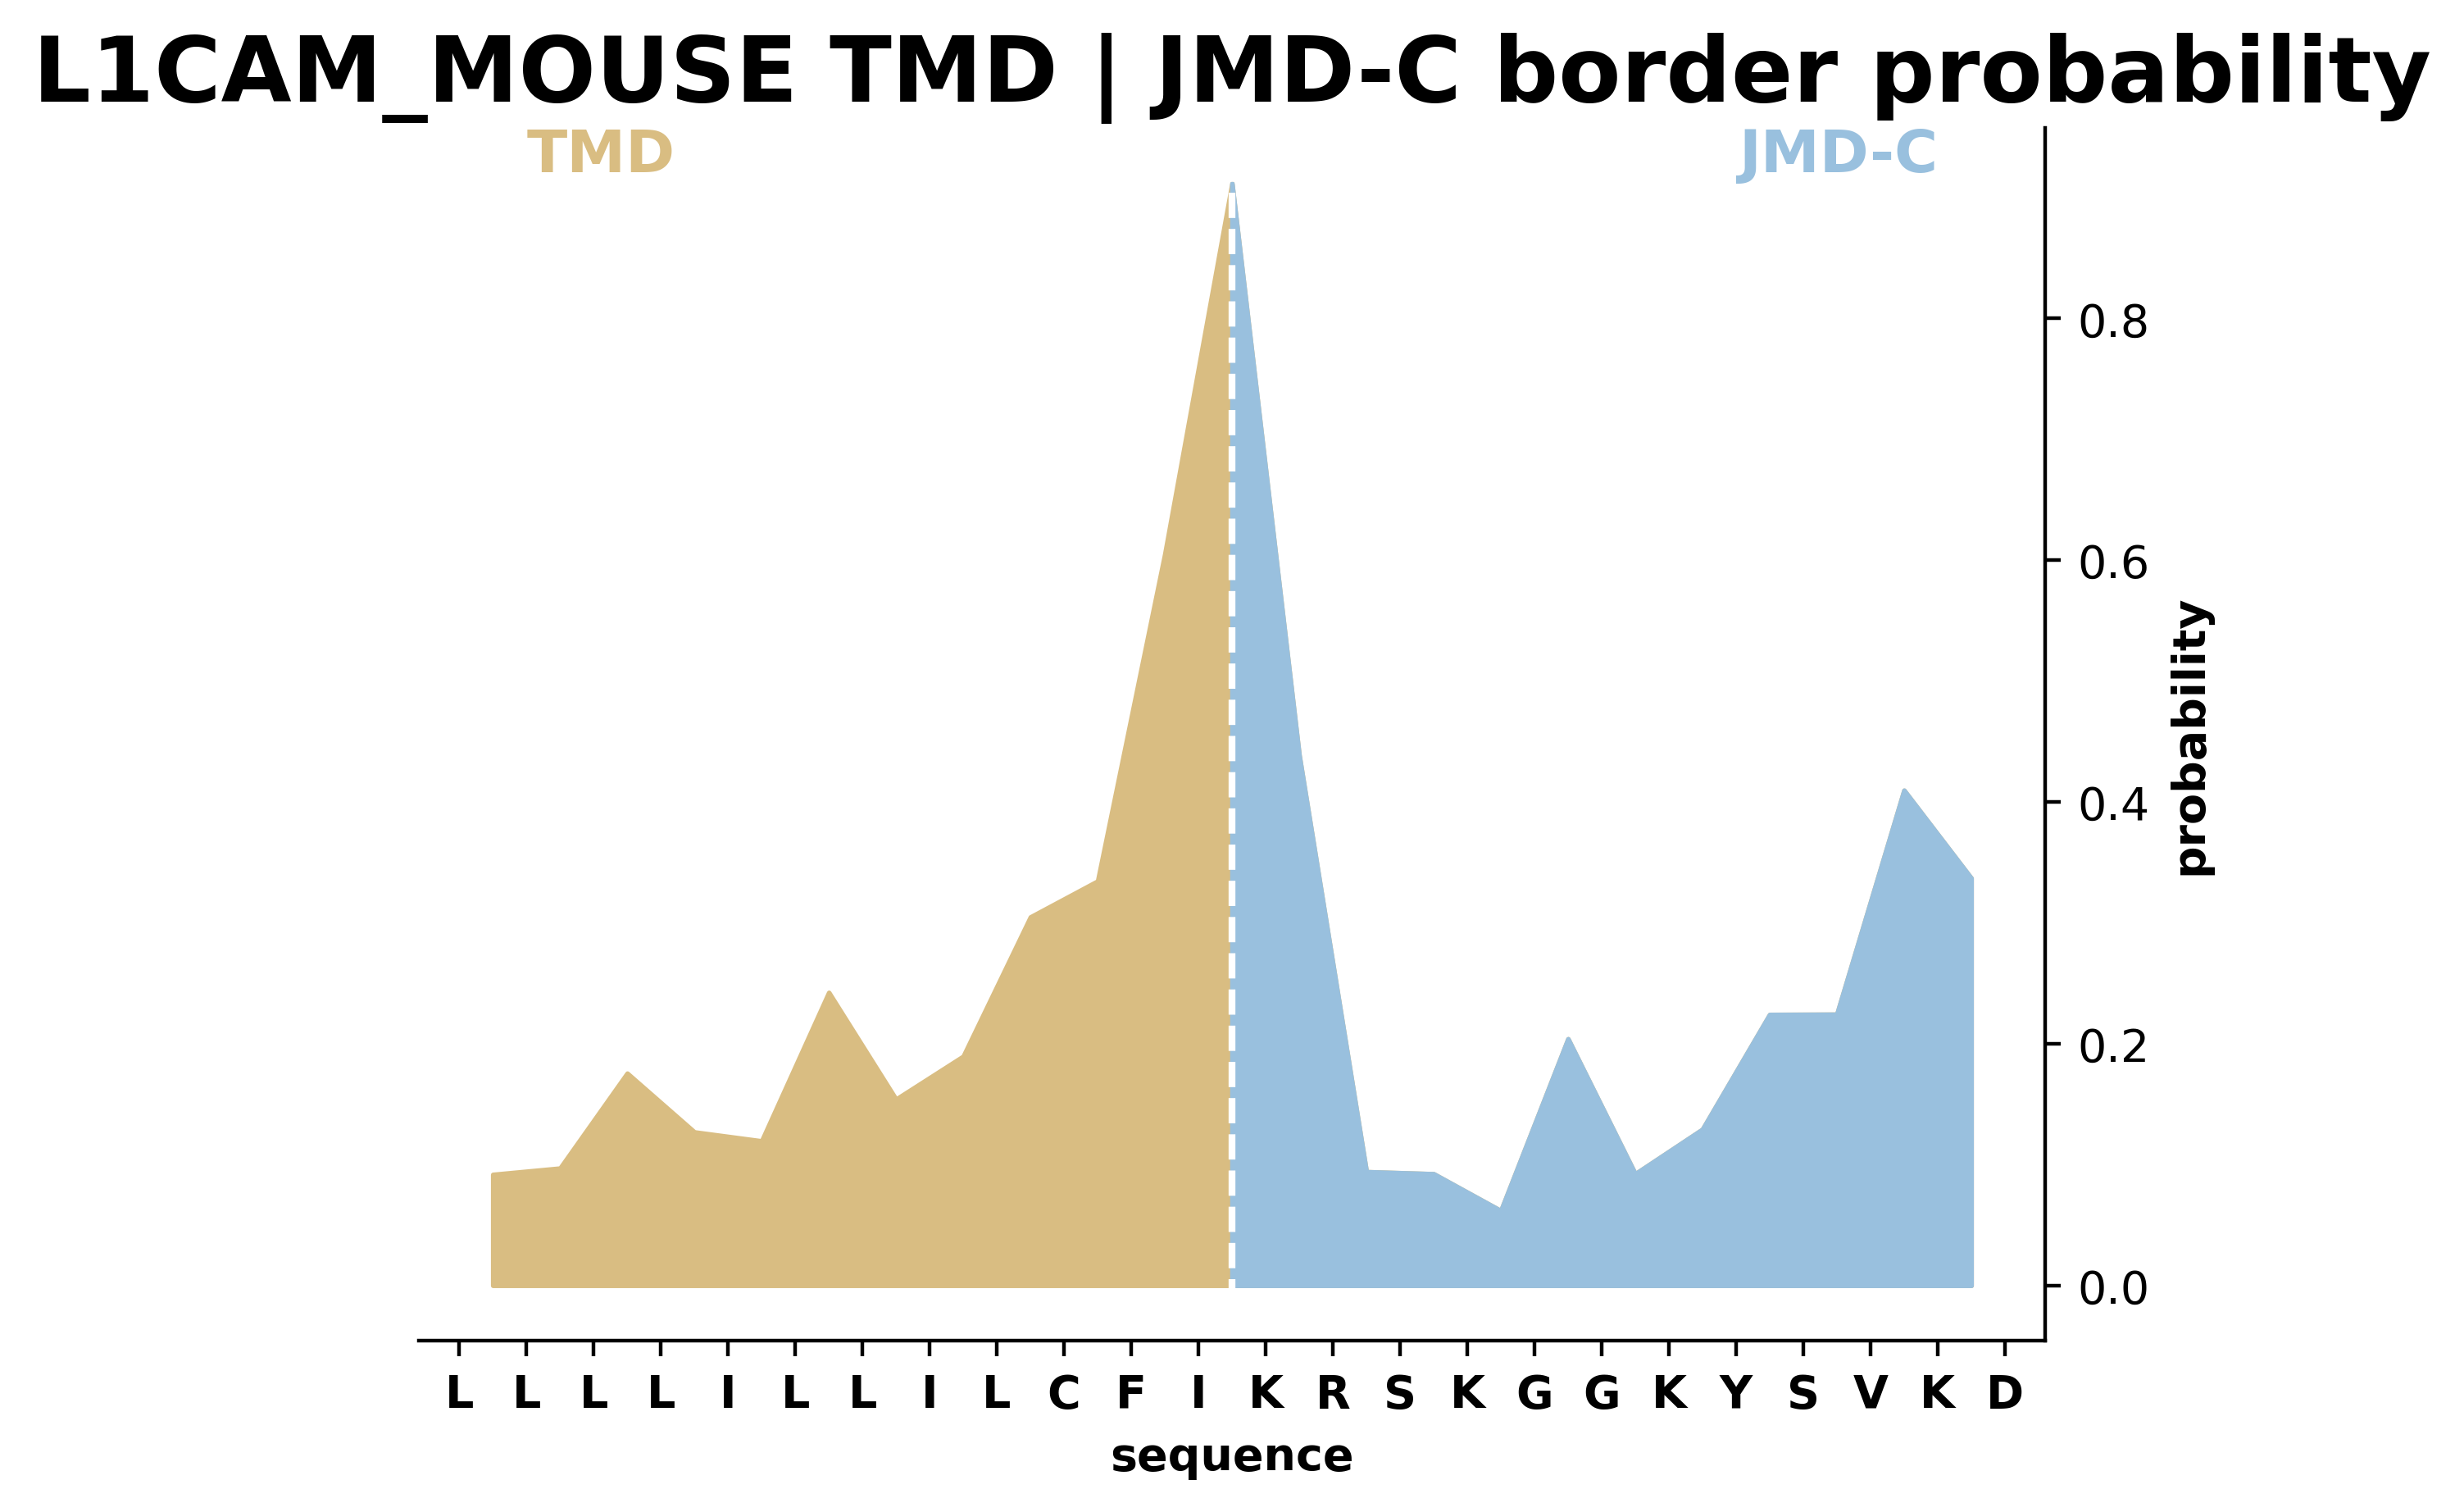 L1CAM_MOUSE TMD | JMD-C border probability
TMD JMD-C
0.8
0.6
0.4
0.2
0.0
probability
L L L L I L L I L C F I K R S K G G K Y S V K D
sequence